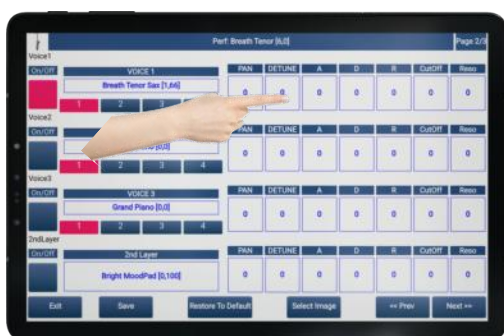 Perf: Breath Tenor [6,0]
Page 2/3
Voice1
On/Off VOICE 1 PAN DETUNE A D R CutOff Reso
Breath Tenor Sax [1,66] 0 0 0 0 0 0 0
1 2
Voice2
On/Off PAN DETUNE A D R CutOff Reso
[0,0] 0 0 0 0 0 0 0
1 2 3 4
Voice3
On/Off VOICE 3 PAN DETUNE A D R CutOff Reso
Grand Piano [0,0] 0 0 0 0 0 0 0
1 2 3 4
2ndLayer
On/Off 2nd Layer PAN DETUNE A D R CutOff Reso
Bright MoodPad [0,100] 0 0 0 0 0 0 0
Exit Save Restore To Default Select Image << Prev Next >>